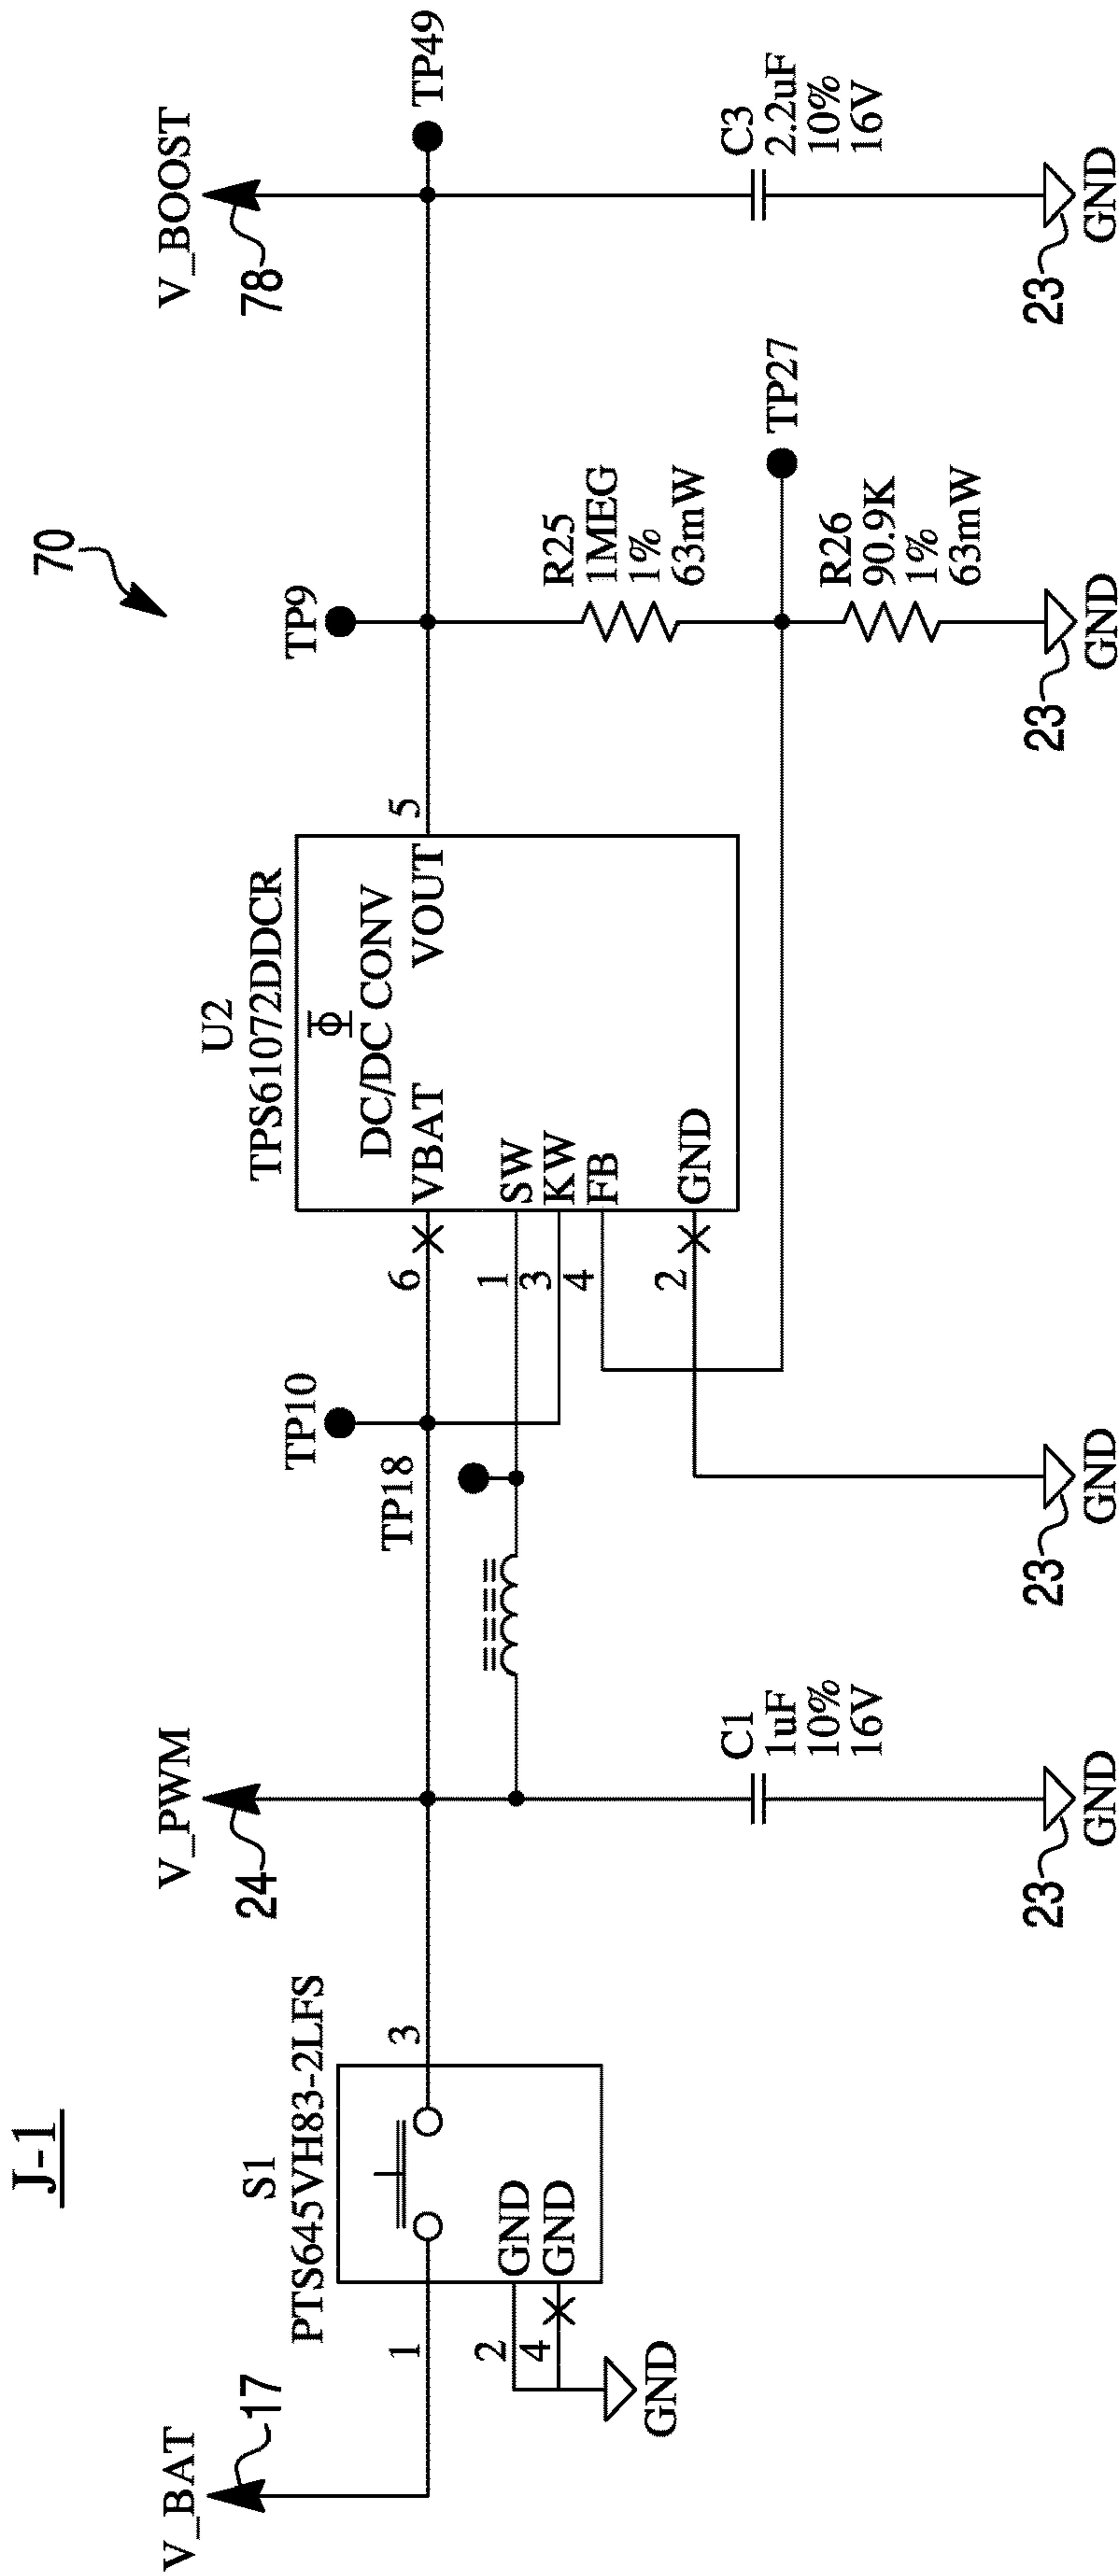 J-1
70
V_BAT
17
S1
PTS645VH83-2LFS
1
3
2
4
GND
GND
GND
V_PWM
24
C1
1uF
10%
16V
23
GND
TP10
TP18
6
1
3
4
2
U2
TPS61072DDCR
Φ
DC/DC CONV
VBAT
VOUT
SW
KW
FB
GND
5
23
GND
TP9
R25
1MEG
1%
63mW
TP27
R26
90.9K
1%
63mW
23
GND
V_BOOST
78
TP49
C3
2.2uF
10%
16V
23
GND